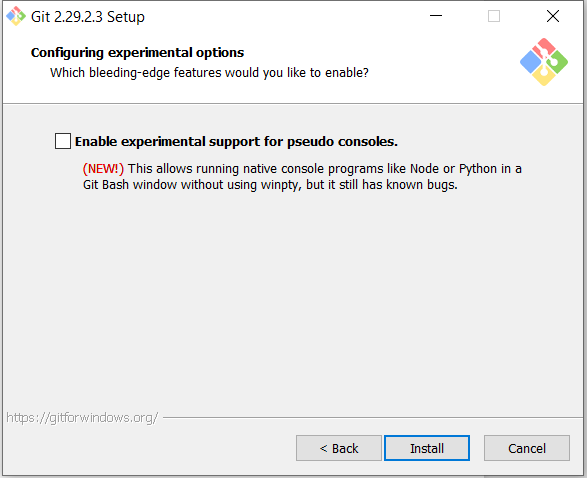 Git 2.29.2.3 Setup
Configuring experimental options
Which bleeding-edge features would you like to enable?
Enable experimental support for pseudo consoles.
(NEW!) This allows running native console programs like Node or Python in a
Git Bash window without using winpty, but it still has known bugs.
https://gitforwindows.org/
< Back
Install
Cancel